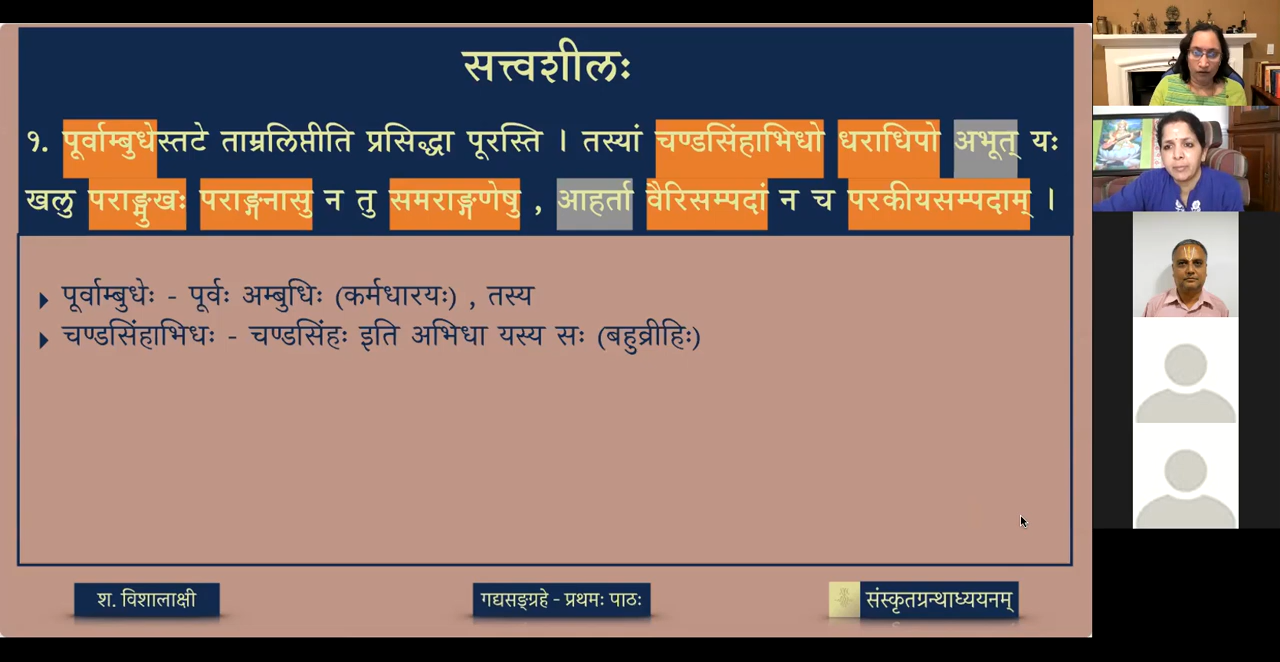 सत्त्वशीलः
१. पूर्वाम्बुधेस्तटे ताम्रलिप्तीति प्रसिद्धा पूरस्ति । तस्यां चण्डसिंहाभिधो धराधिपो अभूत् यः
खलु पराङ्मुखः पराङ्गनासु न तु समराङ्गणेषु , आहर्ता वैरिसम्पदां न च परकीयसम्पदाम् ।
पूर्वाम्बुधेः - पूर्वः अम्बुधिः (कर्मधारयः) , तस्य
चण्डसिंहाभिधः - चण्डसिंहः इति अभिधा यस्य सः (बहुव्रीहिः)
श. विशालाक्षी
गद्यसङ्ग्रहे - प्रथमः पाठः
संस्कृतग्रन्थाध्ययनम्